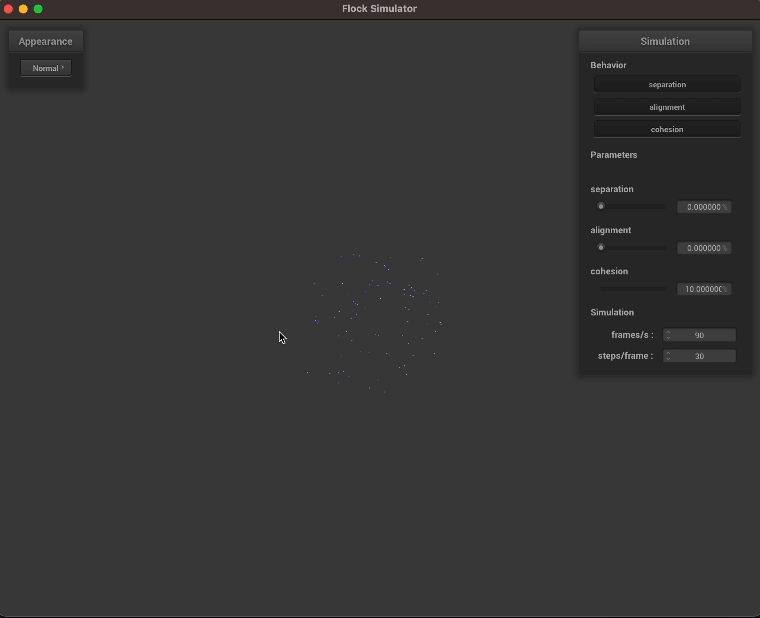 Flock Simulator
Appearance
Normal
Simulation
Behavior
separation
alignment
cohesion
Parameters
separation
0.000000 %
alignment
0.000000 %
cohesion
10.000000 %
Simulation
frames/s :
90
steps/frame :
30